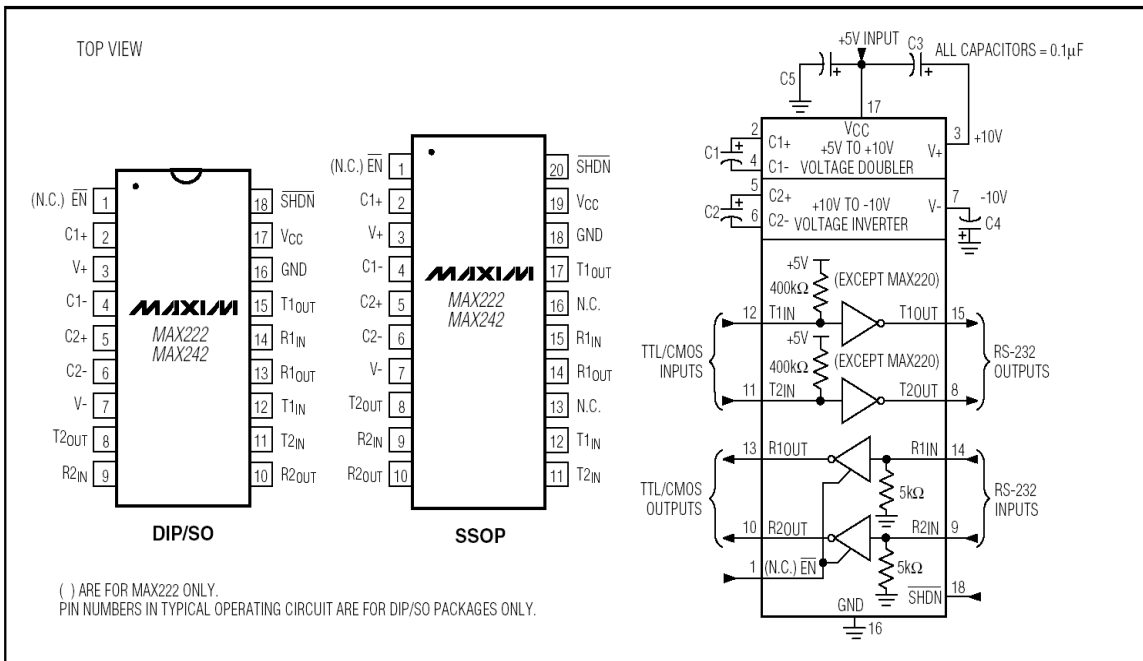 TOP VIEW
(N.C.) EN 1
C1+ 2
V+ 3
C1- 4
C2+ 5
C2- 6
V- 7
T2OUT 8
R2IN 9
18 SHDN
17 VCC
16 GND
15 T1OUT
14 R1IN
13 R1OUT
12 T1IN
11 T2IN
10 R2OUT
MAXIM
MAX222
MAX242
DIP/SO
(N.C.) EN 1
C1+ 2
V+ 3
C1- 4
C2+ 5
C2- 6
V- 7
T2OUT 8
R2IN 9
R2OUT 10
20 SHDN
19 VCC
18 GND
17 T1OUT
16 N.C.
15 R1IN
14 R1OUT
13 N.C.
12 T1IN
11 T2IN
MAXIM
MAX222
MAX242
SSOP
( ) ARE FOR MAX222 ONLY.
PIN NUMBERS IN TYPICAL OPERATING CIRCUIT ARE FOR DIP/SO PACKAGES ONLY.
+5V INPUT
C3
ALL CAPACITORS = 0.1µF
C5
+
+
17
VCC
2 C1+
+5V TO +10V
VOLTAGE DOUBLER
V+ 3 +10V
C1 +
4 C1-
5 C2+
+10V TO -10V
VOLTAGE INVERTER
V- 7 -10V
C2 +
6 C2-
C4
+
+5V
400kΩ
(EXCEPT MAX220)
12 T1IN
T1OUT 15
+5V
400kΩ
(EXCEPT MAX220)
11 T2IN
T2OUT 8
TTL/CMOS
INPUTS
RS-232
OUTPUTS
13 R1OUT
R1IN 14
5kΩ
10 R2OUT
R2IN 9
5kΩ
TTL/CMOS
OUTPUTS
RS-232
INPUTS
1 (N.C.) EN
SHDN 18
GND
16